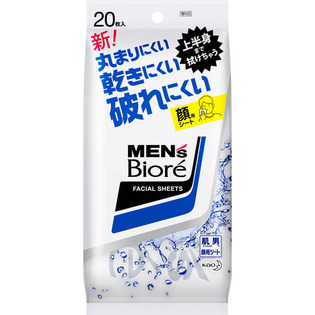 20枚入
新!
丸まりにくい
乾きにくい
破れにくい
上半身まで
拭けちゃう
顔用
シート
MEN's
Bioré
FACIAL SHEETS
肌男
顔用シート
Kao